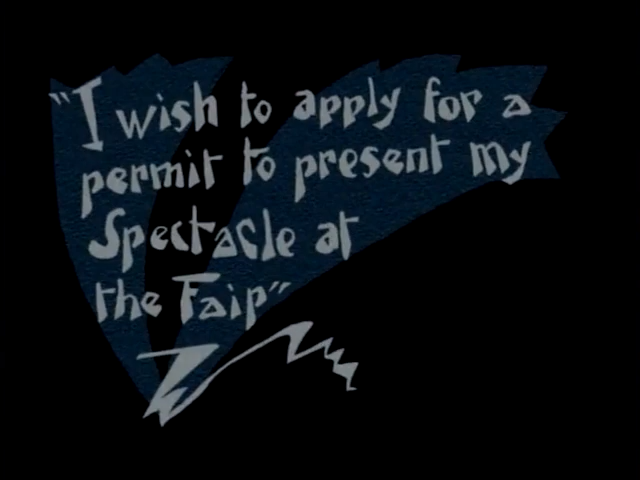 "I wish to apply for a
permit to present my
Spectacle at
the Fair"